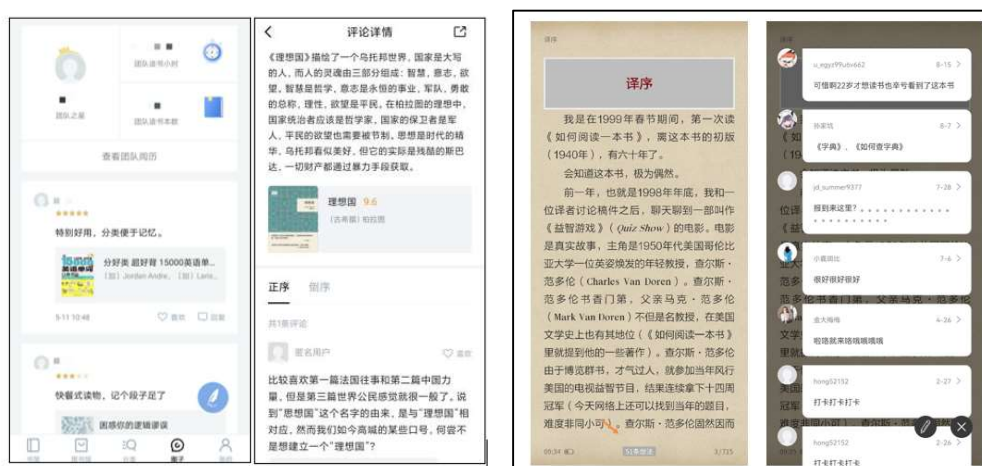 团队读书小时
团队之星
团队读书本数
查看团队阅历
特别好用，分类便于记忆。
分好类 超好背 15000英语单...
5-11 10:48
喜欢
回复
快餐式读物，记个段子足了
困惑你的逻辑谬误
圈子
评论详情
《理想国》描绘了一个乌托邦世界，国家是大写
的人，而人的灵魂由三部分组成：智慧，意志，欲
望，智慧是哲学，意志是永恒的事业，军队，勇敢
的总称，理性，欲望是平民。在柏拉图的理想中，
国家统治者应该是哲学家，国家的保卫者是军
人，平民的欲望也需要被节制，思想是时代的精
华，乌托邦看似美好，但它的实际是残酷的斯巴
达，一切财产都通过暴力手段获取。
理想国 9.6
（古希腊）柏拉图
正序 倒序
共1条评论
匿名用户
喜欢
比较喜欢第一篇法国往事和第二篇中国力
量，但是第三篇世界公民感觉就很一般了。说
到“思想国”这个名字的由来，是与“理想国”相
对应，然而我们如今高喊的某些口号，何尝不
是想建立一个“理想国”？
译序
译序
我是在1999年春节期间，第一次读
《如何阅读一本书》，离这本书的初版
（1940年），有六十年了。
会知道这本书，极为偶然。
前一年，也就是1998年年底，我和一
位译者讨论稿件之后，聊天聊到一部叫作
《益智游戏》（Quiz Show）的电影。电影
是真实故事，主角是1950年代美国哥伦比
亚大学一位英姿焕发的年轻教授，查尔斯·
范多伦（Charles Van Doren）。查尔斯·
范多伦书香门第，父亲马克·范多伦
（Mark Van Doren）不但是名教授，在美国
文学史上也有其地位（《如何阅读一本书》
里就提到他的一些著作）。查尔斯·范多伦
由于博览群书，才气过人，就参加当年风行
美国的电视益智节目，结果连续拿下十四周
冠军（今天网络上还可以找到当年的题目，
难度非同小可）。查尔斯·范多伦固然因而
09:34
51条想法
3/725
8-15
可惜啊22岁才想读书也幸亏看到了这本书
8-7
《字典》，《如何查字典》
jd_summer9377
7-28
报到来这里？。。。。。。。。。。。。
。。。。。。。。。。
7-6
很好很好很好
金大梅梅
4-26
啦咯就来咯哦哦哦哦
hong52152
2-27
打卡打卡打卡
hong52152
2-26
打卡打卡打卡